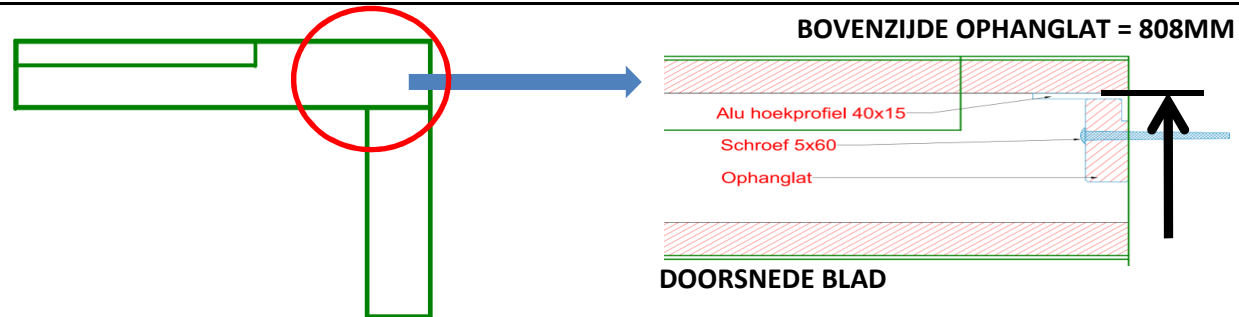 BOVENZIJDE OPHANGLAT = 808MM
Alu hoekprofiel 40x15
Schroef 5x60
Ophanglat
DOORSNEDE BLAD